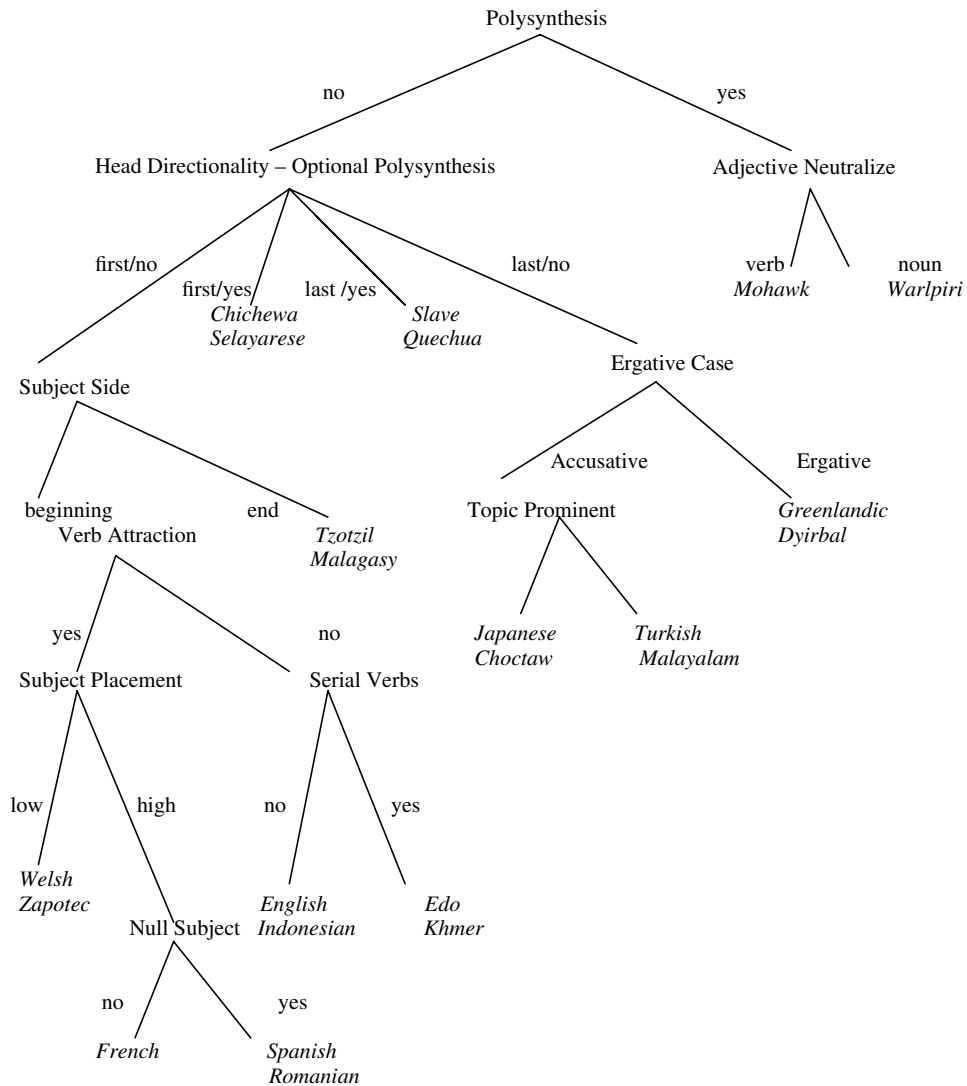 Polysynthesis
no
yes
Head Directionality – Optional Polysynthesis
Adjective Neutralize
first/no
last/no
verb
noun
first/yes
last /yes
Mohawk
Warlpiri
Chichewa
Slave
Selayarese
Quechua
Ergative Case
Subject Side
Accusative
Ergative
beginning
end
Topic Prominent
Greenlandic
Verb Attraction
Tzotzil
Dyirbal
Malagasy
yes
no
Japanese
Turkish
Choctaw
Malayalam
Subject Placement
Serial Verbs
low
high
no
yes
Welsh
Zapotec
English
Edo
Null Subject
Indonesian
Khmer
no
yes
French
Spanish
Romanian